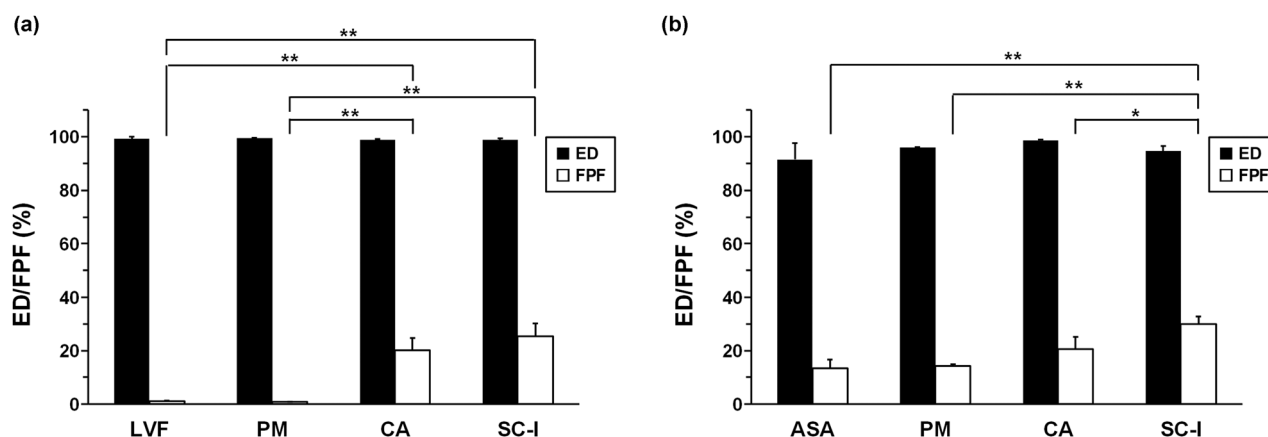 (a)
**
**
**
**
ED/FPF (%)
100
80
60
40
20
0
ED
FPF
LVF PM CA SC-I
(b)
**
**
*
ED/FPF (%)
100
80
60
40
20
0
ED
FPF
ASA PM CA SC-I